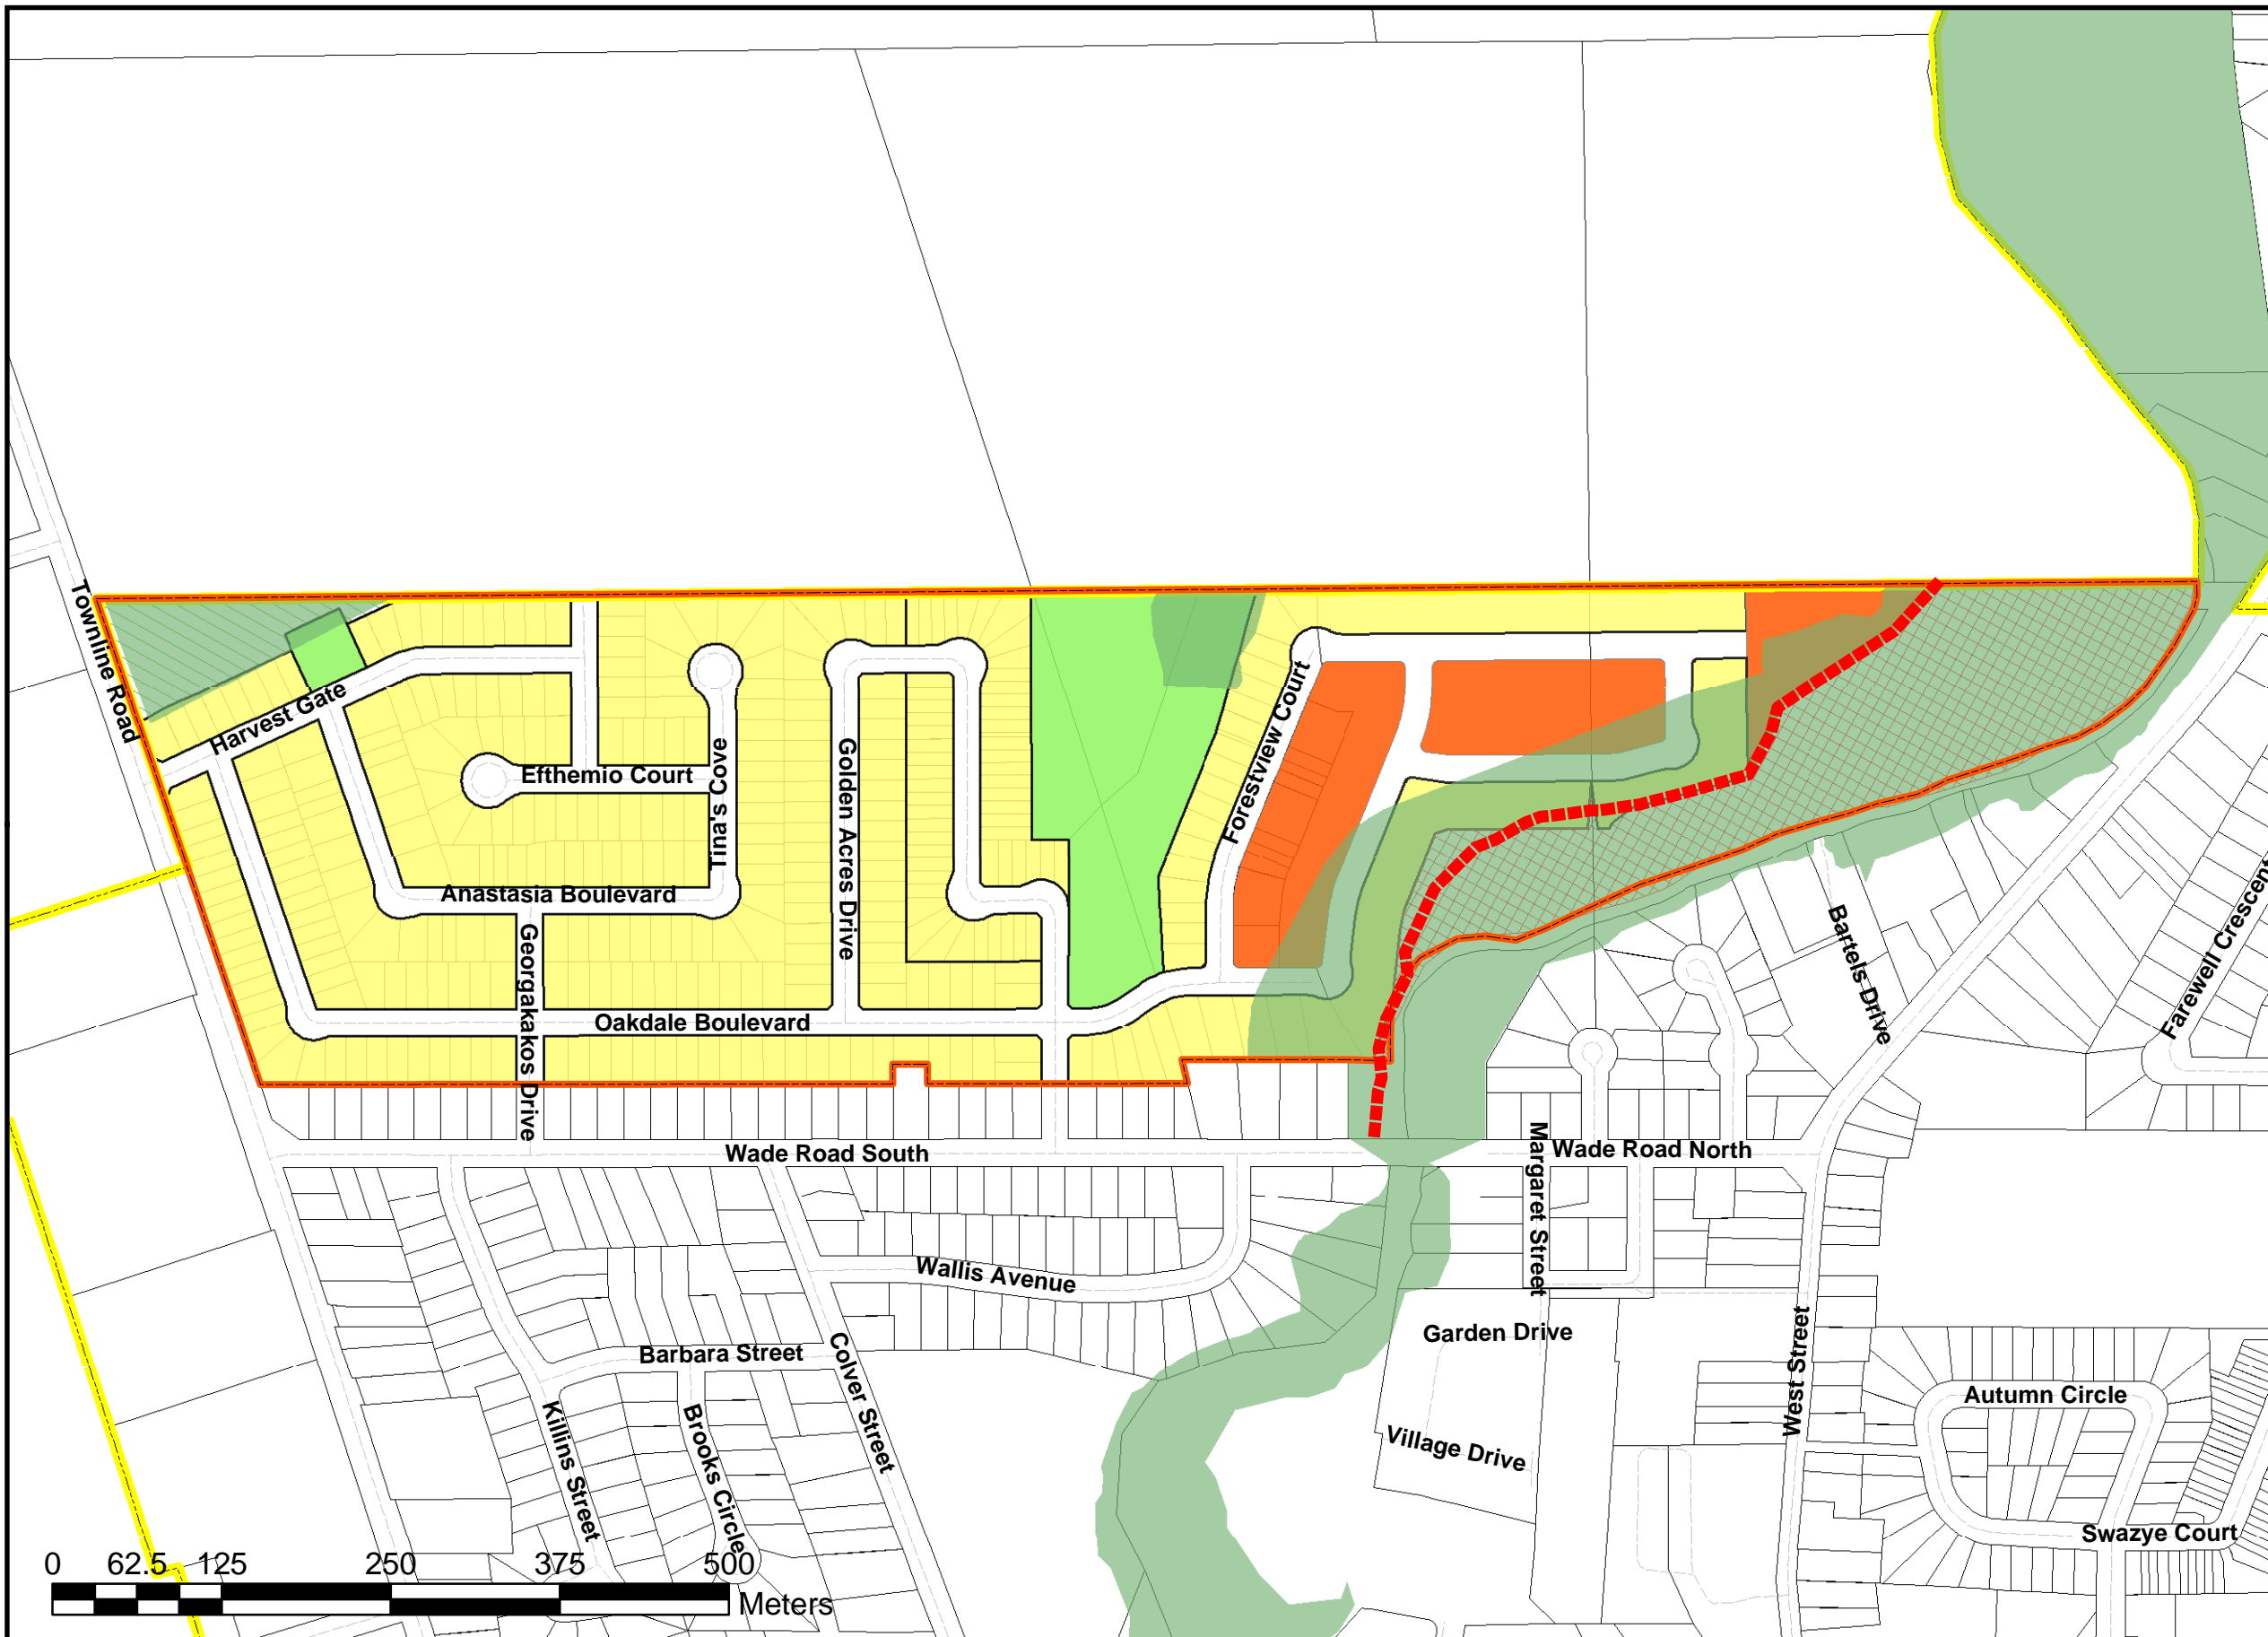 Townline Road
Harvest Gate
Efthemio Court
Tina's Cove
Golden Acres Drive
Forestview Court
Anastasia Boulevard
Georgakakos Drive
Oakdale Boulevard
Bartels Drive
Farewell Crescent
Wade Road South
Wade Road North
Margaret Street
Wallis Avenue
Garden Drive
Barbara Street
Colver Street
West Street
Autumn Circle
Killins Street
Brooks Circle
Village Drive
Swazye Court
0 62.5 125 250 375 500
Meters